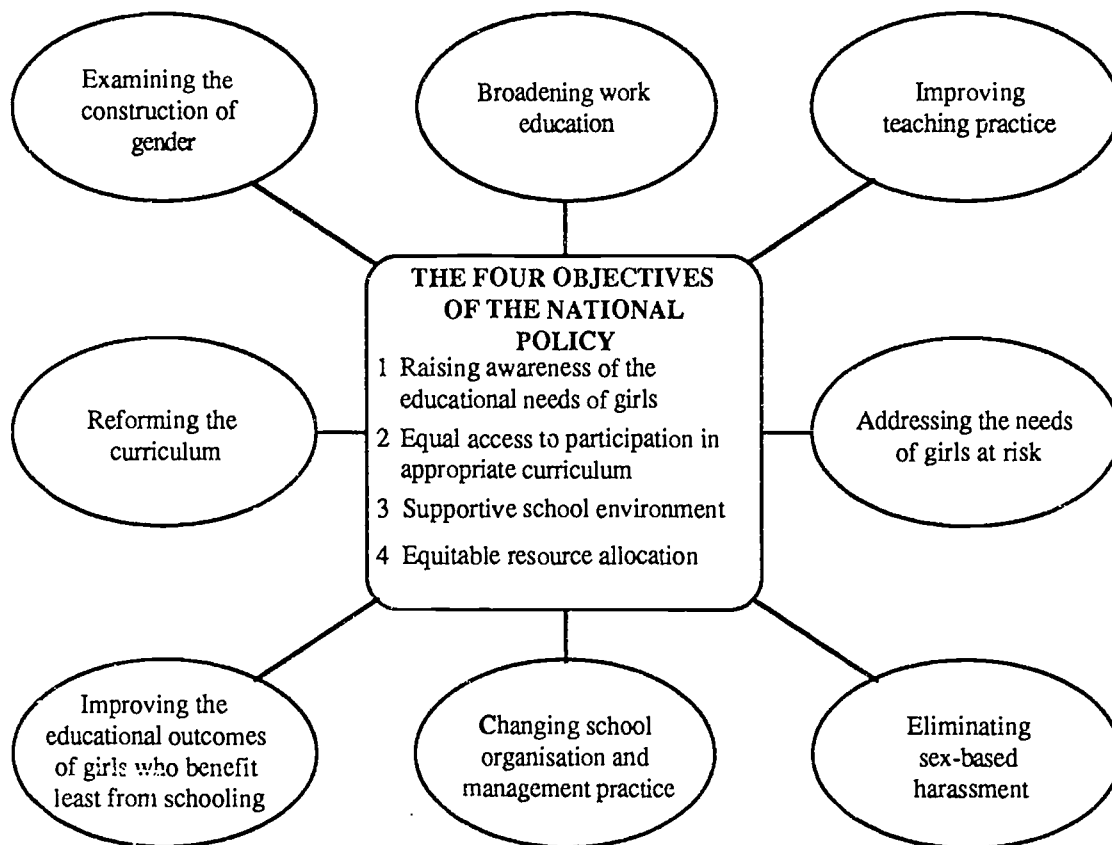 Examining the
construction of
gender
Broadening work
education
Improving
teaching practice
THE FOUR OBJECTIVES
OF THE NATIONAL
POLICY
1 Raising awareness of the
educational needs of girls
2 Equal access to participation in
appropriate curriculum
3 Supportive school environment
4 Equitable resource allocation
Reforming the
curriculum
Addressing the needs
of girls at risk
Improving the
educational outcomes
of girls who benefit
least from schooling
Changing school
organisation and
management practice
Eliminating
sex-based
harassment